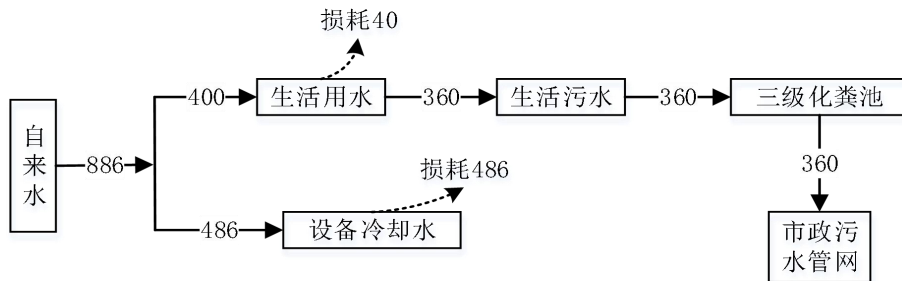 损耗40
400
生活用水
360
生活污水
360
三级化粪池
自
来
水
886
360
损耗486
486
设备冷却水
市政污
水管网